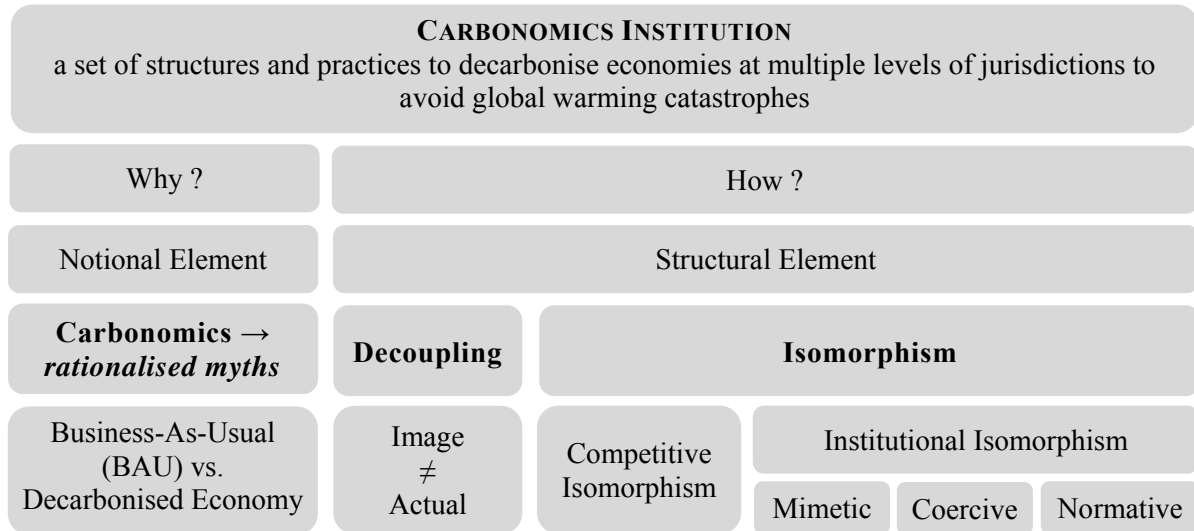 CARBONOMICS INSTITUTION
a set of structures and practices to decarbonise economies at multiple levels of jurisdictions to
avoid global warming catastrophes
Why ?
How ?
Notional Element
Structural Element
Carbonomics →
rationalised myths
Decoupling
Isomorphism
Business-As-Usual
(BAU) vs.
Decarbonised Economy
Image
≠
Actual
Competitive
Isomorphism
Institutional Isomorphism
Mimetic
Coercive
Normative